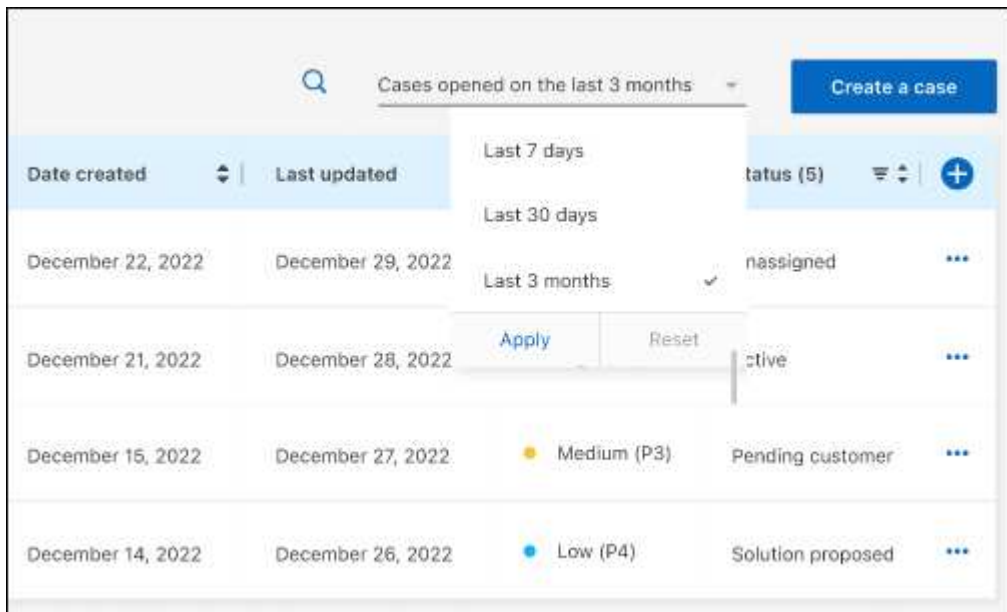 Cases opened on the last 3 months
Create a case
Last 7 days
Date created
Last updated
tatus (5)
Last 30 days
December 22, 2022
December 29, 2022
nassigned
Last 3 months
Apply
Reset
December 21, 2022
December 28, 2022
ctive
December 15, 2022
December 27, 2022
Medium (P3)
Pending customer
December 14, 2022
December 26, 2022
Low (P4)
Solution proposed